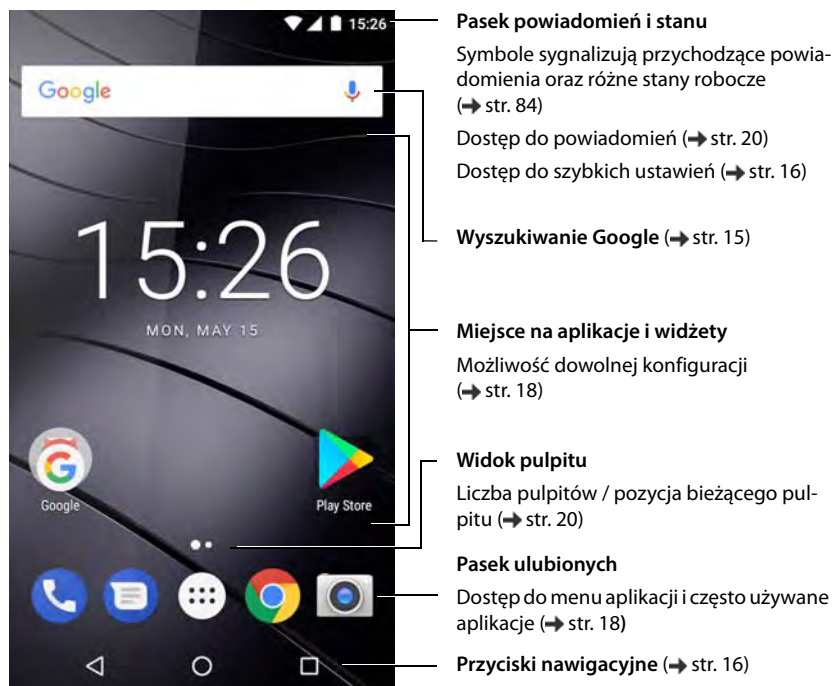 15:26
Google
15:26
MON, MAY 15
Google
Play Store
Pasek powiadomień i stanu
Symbole sygnalizują przychodzące powia-
domienia oraz różne stany robocze
(➔ str. 84)
Dostęp do powiadomień (➔ str. 20)
Dostęp do szybkich ustawień (➔ str. 16)
Wyszukiwanie Google (➔ str. 15)
Miejsce na aplikacje i widżety
Możliwość dowolnej konfiguracji
(➔ str. 18)
Widok pulpitu
Liczba pulpitów / pozycja bieżącego pul-
pitu (➔ str. 20)
Pasek ulubionych
Dostęp do menu aplikacji i często używane
aplikacje (➔ str. 18)
Przyciski nawigacyjne (➔ str. 16)